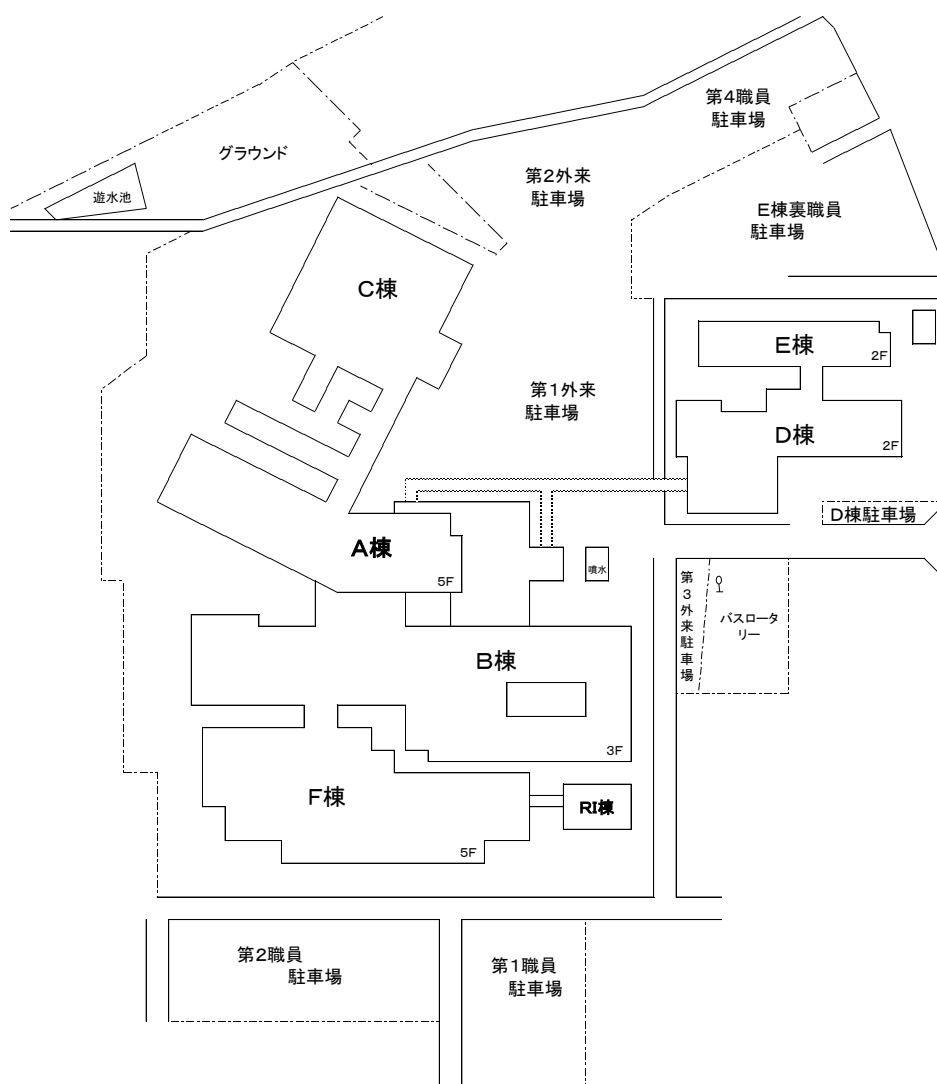 第4職員
駐車場
グラウンド
第2外来
駐車場
遊水池
E棟裏職員
駐車場
C棟
E棟
2F
第1外来
駐車場
D棟
2F
D棟駐車場
A棟
5F
噴水
第3外来駐車場
バスロータ
リー
B棟
3F
F棟
5F
RI棟
第2職員
駐車場
第1職員
駐車場